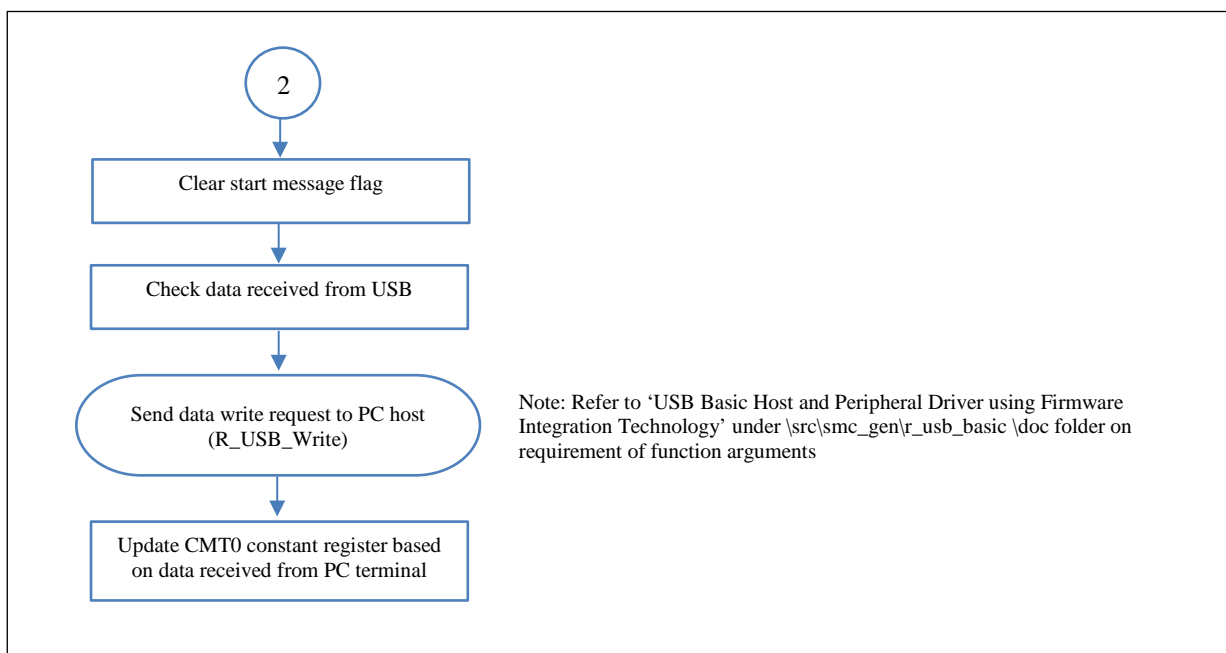 2
Clear start message flag
Check data received from USB
Send data write request to PC host
(R_USB_Write)
Note: Refer to ‘USB Basic Host and Peripheral Driver using Firmware
Integration Technology’ under \src\smc_gen\r_usb_basic \doc folder on
requirement of function arguments
Update CMT0 constant register based
on data received from PC terminal